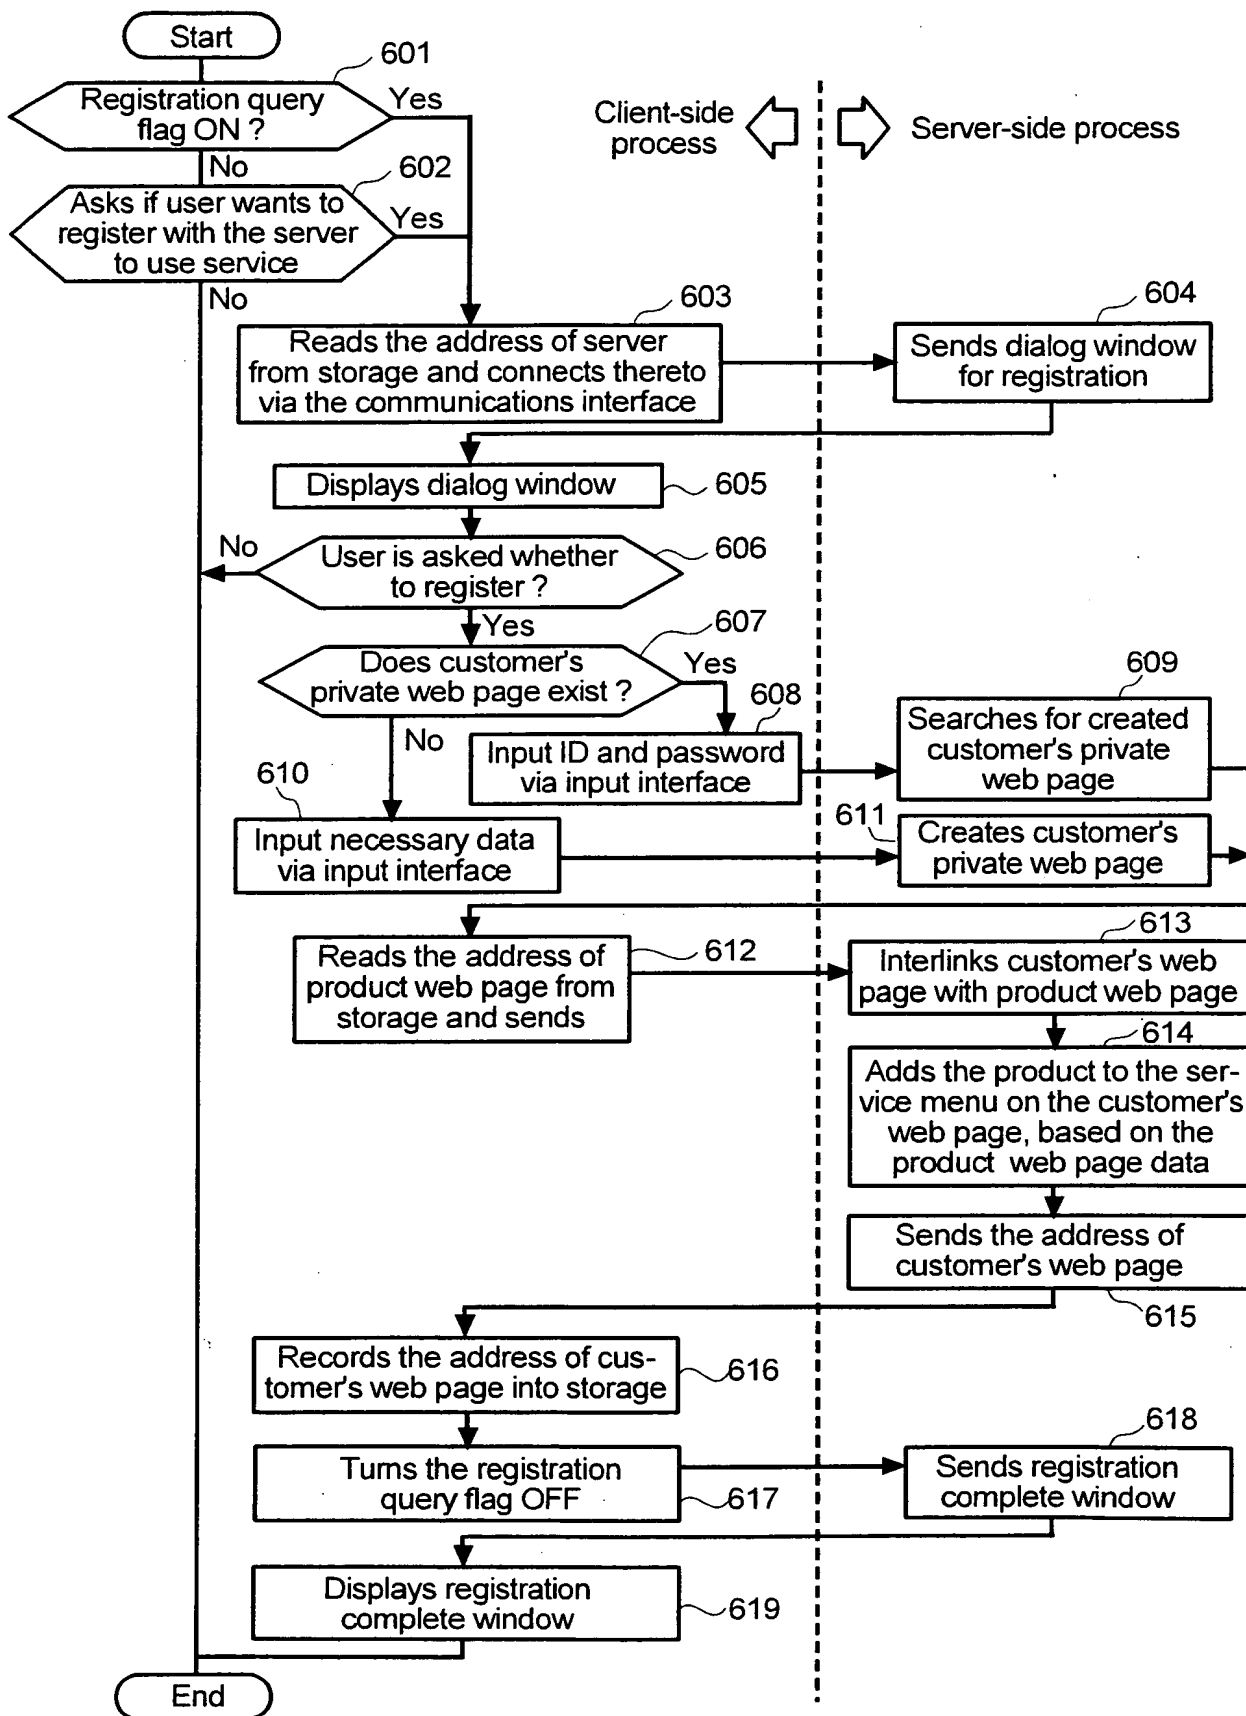 Start
601
Registration query
flag ON ?
Yes
No
602
Asks if user wants to
register with the server
to use service
Yes
No
Client-side
process
Server-side process
603
Reads the address of server
from storage and connects thereto
via the communications interface
604
Sends dialog window
for registration
Displays dialog window
605
No
User is asked whether
to register ?
606
Yes
607
Does customer's
private web page exist ?
Yes
No
608
Input ID and password
via input interface
609
Searches for created
customer's private
web page
610
Input necessary data
via input interface
611
Creates customer's
private web page
Reads the address of
product web page from
storage and sends
612
613
Interlinks customer's web
page with product web page
614
Adds the product to the ser-
vice menu on the customer's
web page, based on the
product web page data
Sends the address of
customer's web page
615
Records the address of cus-
tomer's web page into storage
616
Turns the registration
query flag OFF
617
618
Sends registration
complete window
Displays registration
complete window
619
End